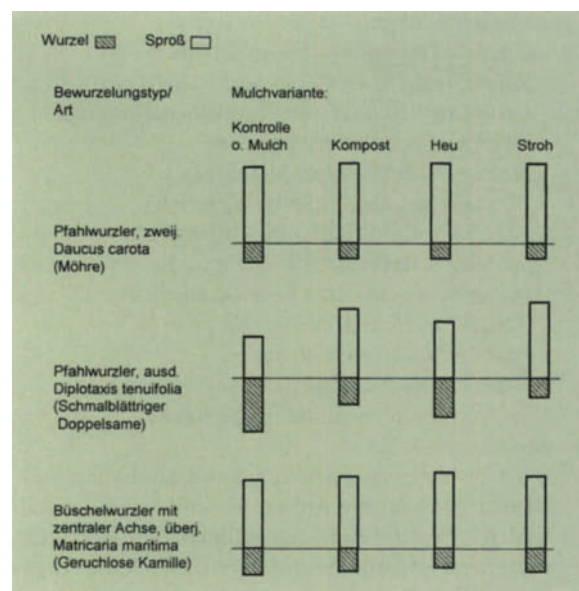 Wurzel Sproß
Bewurzelungstyp/
Art
Mulchvariante:
Kontrolle
o. Mulch Kompost Heu Stroh
Pfahlwurzler, zweij.
Daucus carota
(Möhre)
Pfahlwurzler, ausd.
Diplotaxis tenuifolia
(Schmalblättriger
Doppelsame)
Büschelwurzler mit
zentraler Achse, überj.
Matricaria maritima
(Geruchlose Kamille)